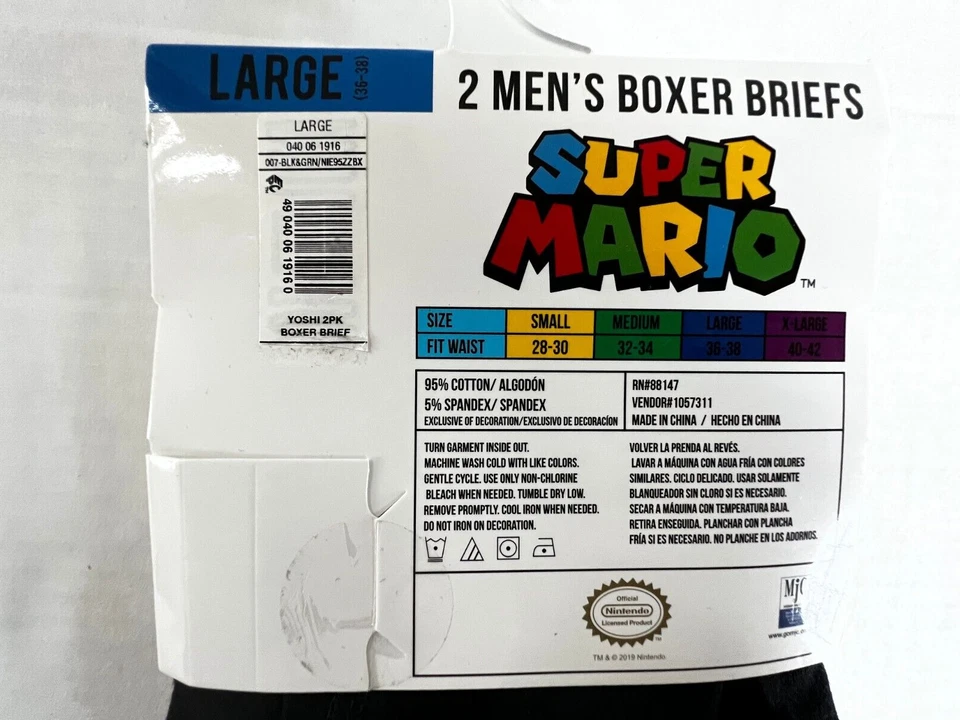 LARGE (36-38)
2 MEN'S BOXER BRIEFS
LARGE
040 06 1916
007-BLK&GRN/NIE95ZZBX
49 040 06 1916 0
YOSHI 2PK
BOXER BRIEF
SUPER
MARIO™
SIZE SMALL MEDIUM LARGE X-LARGE
FIT WAIST 28-30 32-34 36-38 40-42
95% COTTON/ ALGODÓN
5% SPANDEX/ SPANDEX
EXCLUSIVE OF DECORATION/EXCLUSIVO DE DECORACÍON
RN#88147
VENDOR#1057311
MADE IN CHINA / HECHO EN CHINA
TURN GARMENT INSIDE OUT.
MACHINE WASH COLD WITH LIKE COLORS.
GENTLE CYCLE. USE ONLY NON-CHLORINE
BLEACH WHEN NEEDED. TUMBLE DRY LOW.
REMOVE PROMPTLY. COOL IRON WHEN NEEDED.
DO NOT IRON ON DECORATION.
VOLVER LA PRENDA AL REVÉS.
LAVAR A MÁQUINA CON AGUA FRÍA CON COLORES
SIMILARES. CICLO DELICADO. USAR SOLAMENTE
BLANQUEADOR SIN CLORO SI ES NECESARIO.
SECAR A MÁQUINA CON TEMPERATURA BAJA.
RETIRA ENSEGUIDA. PLANCHAR CON PLANCHA
FRÍA SI ES NECESARIO. NO PLANCHE EN LOS ADORNOS.
Official
Nintendo
Licensed Product
™
TM & © 2019 Nintendo
MjC